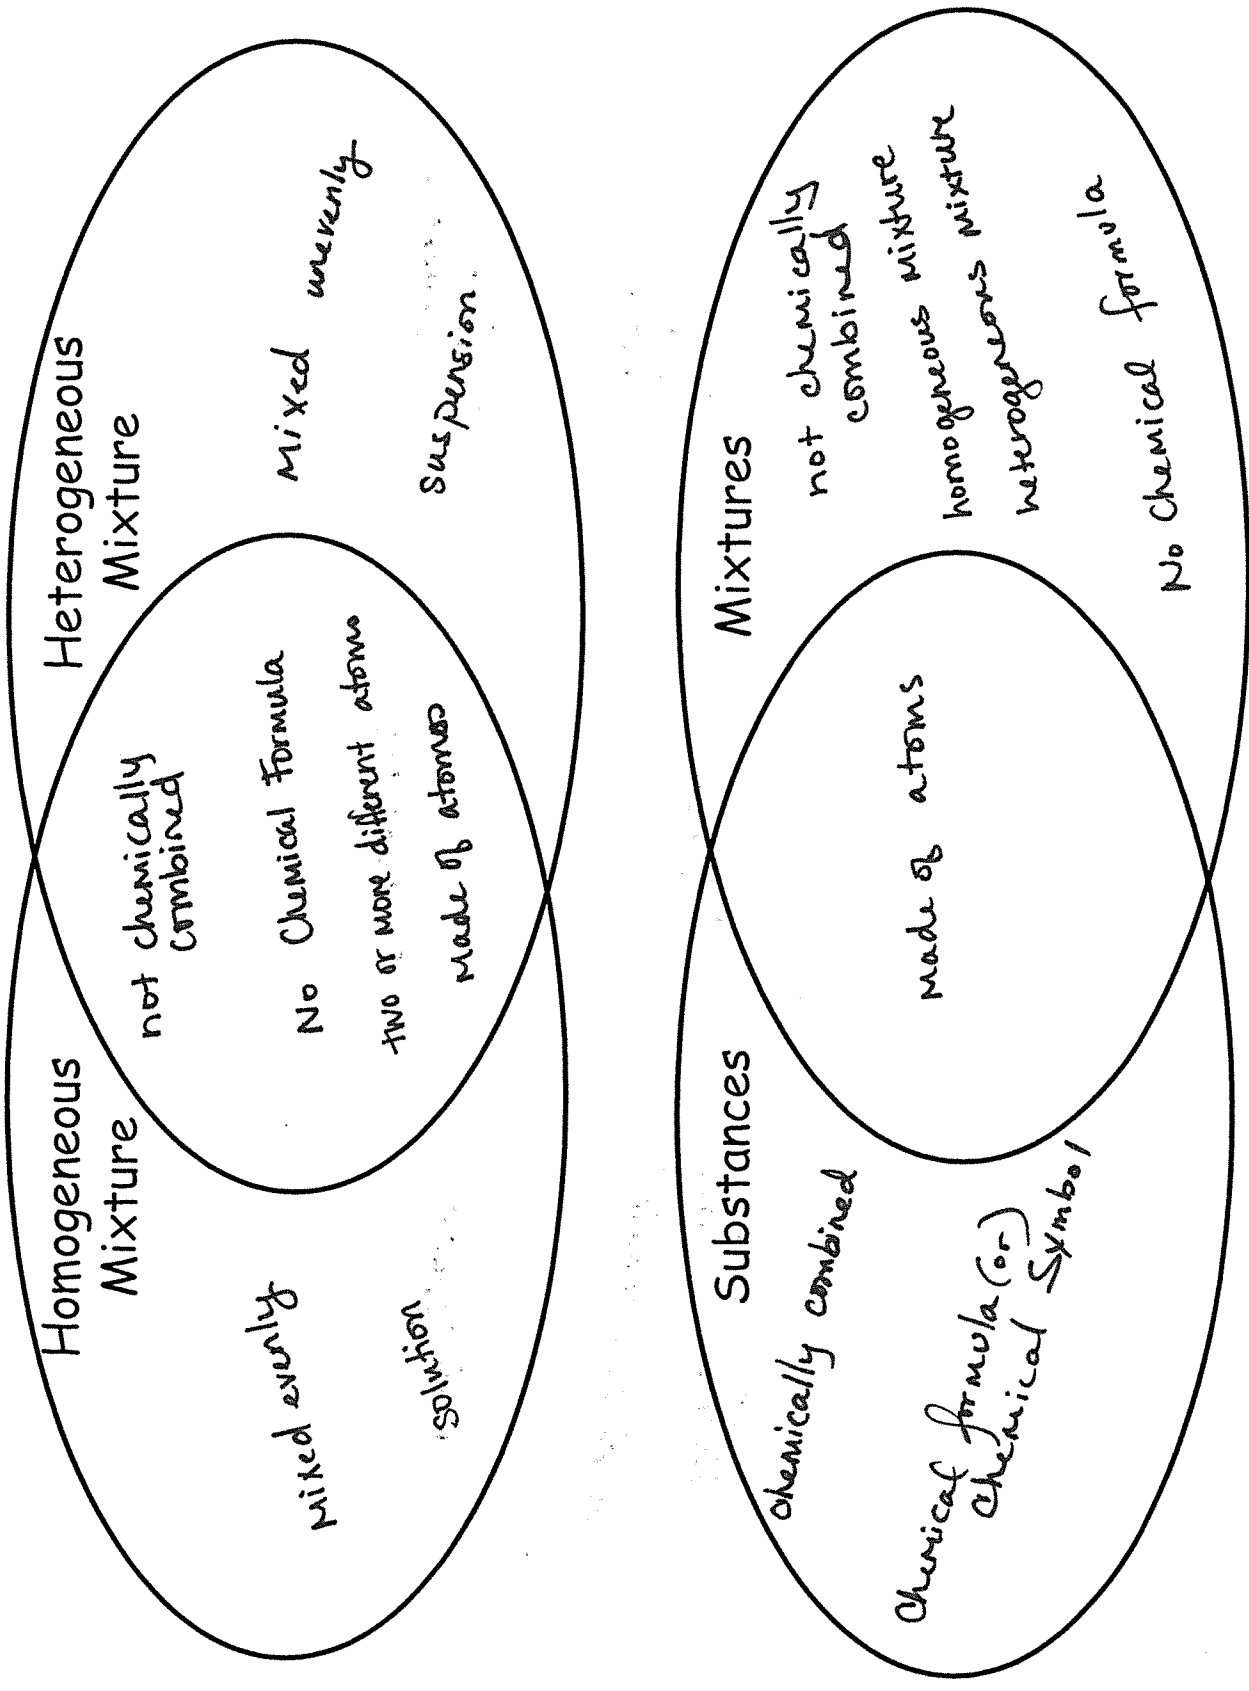 Homogeneous
Mixture
Mixed evenly
solution
not chemically
combined
No Chemical Formula
two or more different atoms
Made of atoms
Heterogeneous
Mixture
Mixed unevenly
suspension.
Substances
chemically combined
Chemical formula (or)
Chemical Symbol
Made of atoms
Mixtures
not chemically
combined
homogeneous mixture
heterogeneous mixture
No chemical formula